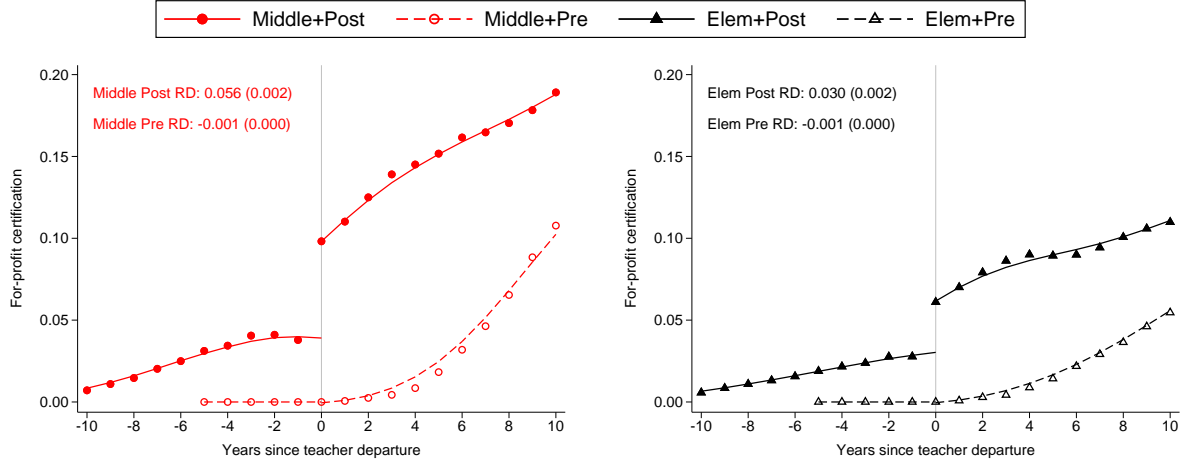 Middle+Post Middle+Pre Elem+Post Elem+Pre
0.20
0.15
0.10
0.05
0.00
For-profit certification
Middle Post RD: 0.056 (0.002)
Middle Pre RD: -0.001 (0.000)
-10 -8 -6 -4 -2 0 2 4 6 8 10
Years since teacher departure
0.20
0.15
0.10
0.05
0.00
For-profit certification
Elem Post RD: 0.030 (0.002)
Elem Pre RD: -0.001 (0.000)
-10 -8 -6 -4 -2 0 2 4 6 8 10
Years since teacher departure